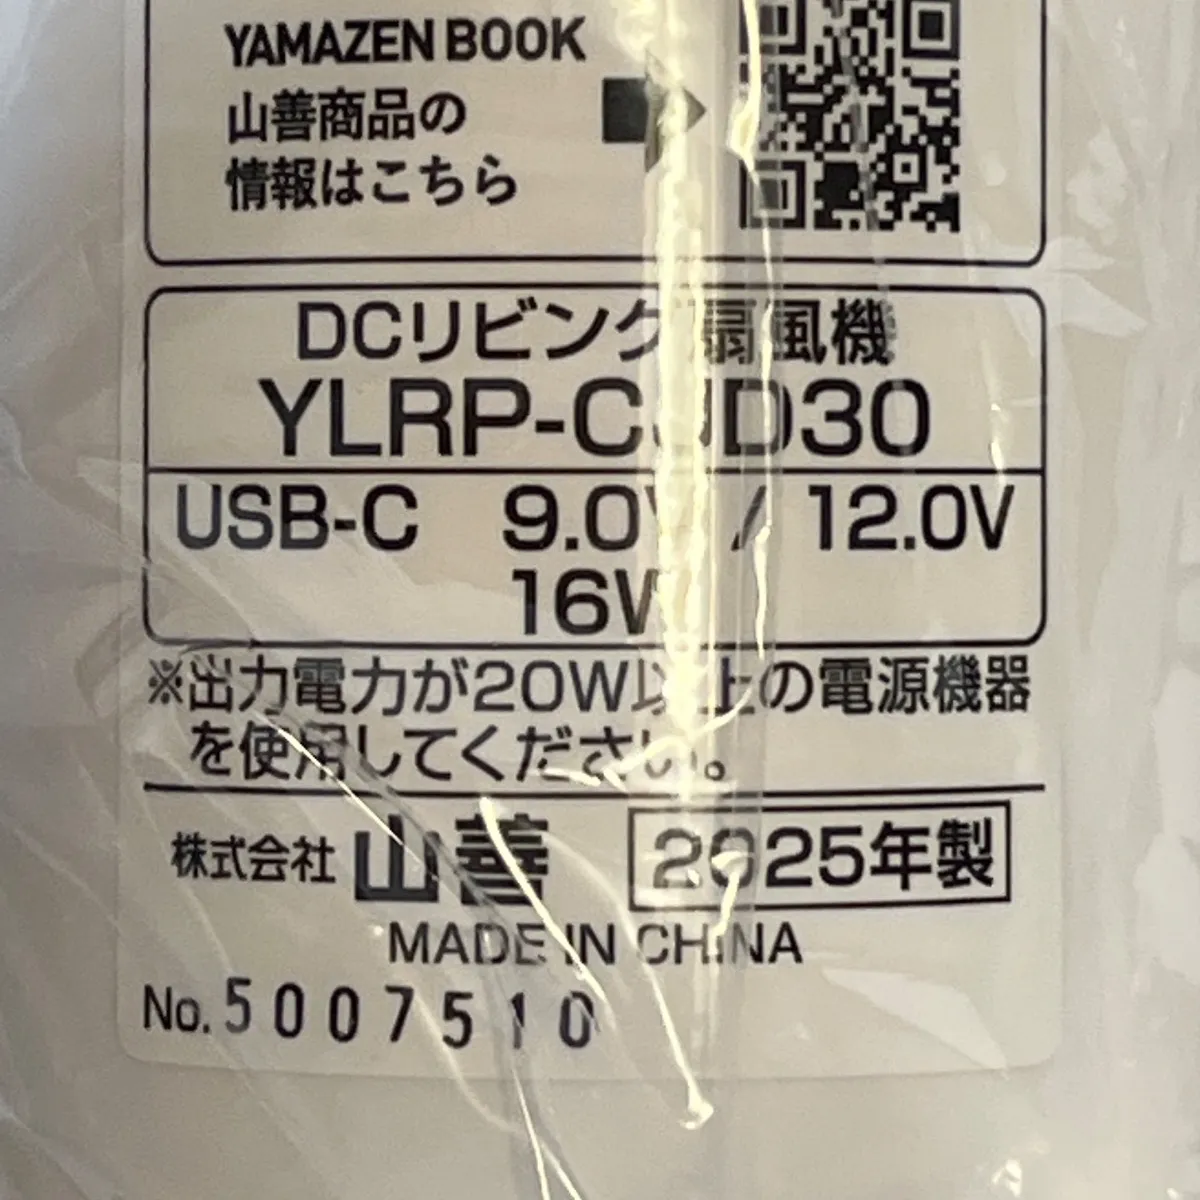 YAMAZEN BOOK
山善商品の
情報はこちら
DCリビング扇風機
USB-C 9.0V / 12.0V
16W
※出力電力が20W以上の電源機器
を使用してください。
株式会社 山善 2025年製
MADE IN CHINA
No. 5007510